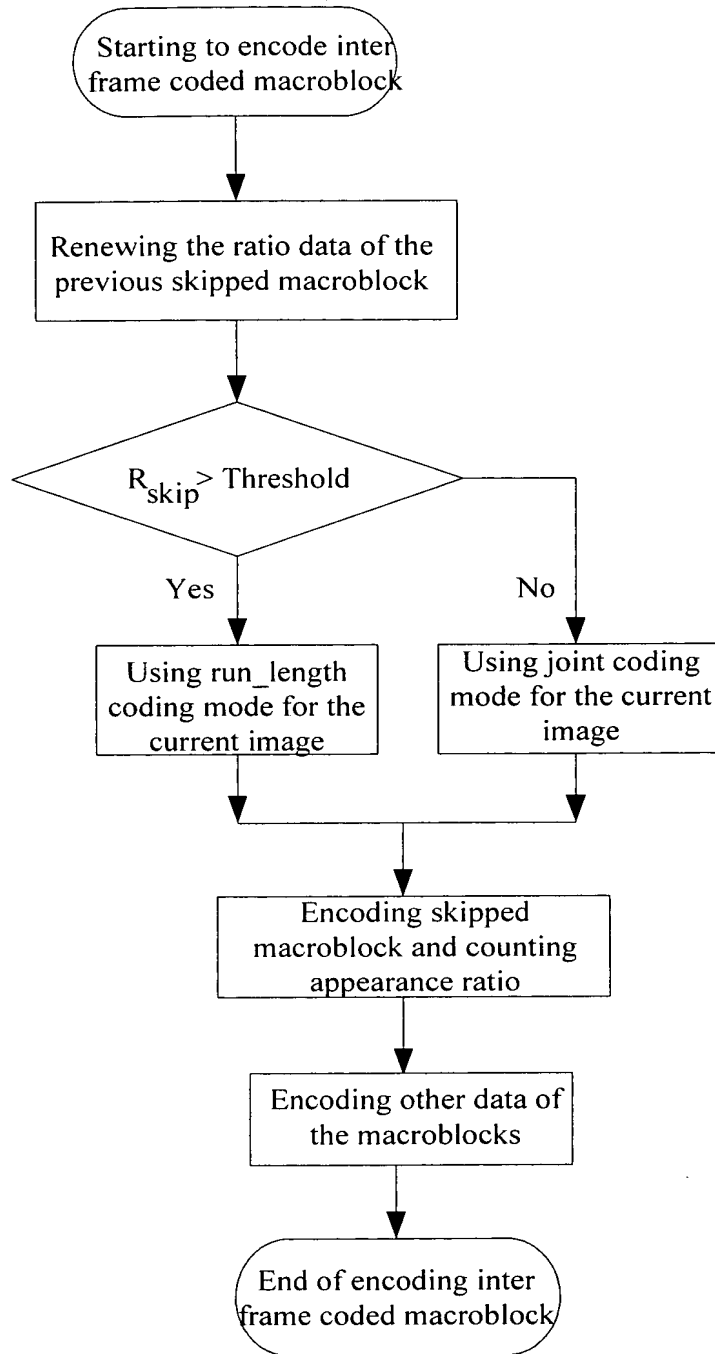 Starting to encode inter
frame coded macroblock
Renewing the ratio data of the
previous skipped macroblock
Rskip> Threshold
Yes
No
Using run_length
coding mode for the
current image
Using joint coding
mode for the current
image
Encoding skipped
macroblock and counting
appearance ratio
Encoding other data of
the macroblocks
End of encoding inter
frame coded macroblock